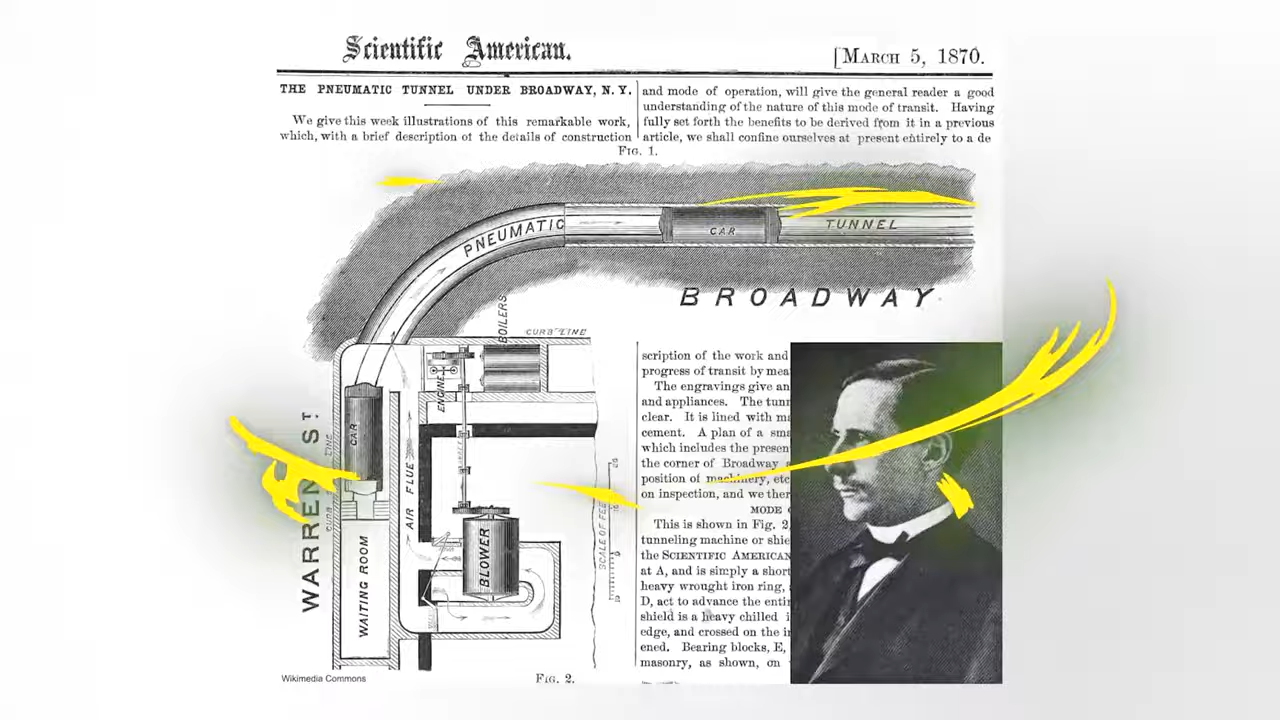 Scientific American.
[MARCH 5, 1870.
THE PNEUMATIC TUNNEL UNDER BROADWAY, N. Y.
We give this week illustrations of this remarkable work,
which, with a brief description of the details of construction
and mode of operation, will give the general reader a good
understanding of the nature of this mode of transit. Having
fully set forth the benefits to be derived from it in a previous
article, we shall confine ourselves at present entirely to a de
FIG. 1.
PNEUMATIC
CAR
TUNNEL
BROADWAY
BOILERS
CURB LINE
ENGINE
CAR
WARREN ST.
CURB LINE
AIR FLUE
BLOWER
WAITING ROOM
SCALE OF FEET
20
10
scription of the work and
progress of transit by mea
The engravings give an
and appliances. The tunn
clear. It is lined with ma
cement. A plan of a sma
which includes the present
the corner of Broadway a
position of machinery, etc
on inspection, and we ther
MODE
This is shown in Fig. 2,
tunneling machine or shie
the SCIENTIFIC AMERICAN
at A, and is simply a short
heavy wrought iron ring,
D, act to advance the entir
shield is a heavy chilled i
edge, and crossed on the in
ened. Bearing blocks, E,
masonry, as shown, on
Wikimedia Commons
FIG. 2.